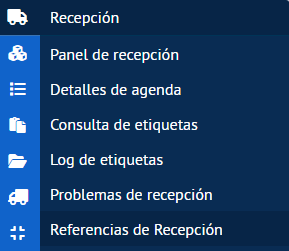 Recepción
Panel de recepción
Detalles de agenda
Consulta de etiquetas
Log de etiquetas
Problemas de recepción
Referencias de Recepción